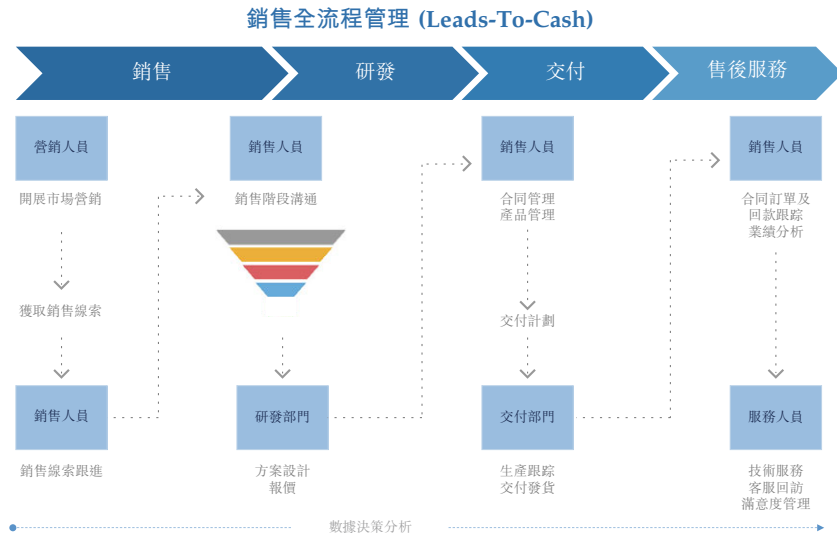 銷售全流程管理 (Leads-To-Cash)
銷售
研發
交付
售後服務
营銷人員
開展市場營銷
獲取銷售線索
銷售人員
銷售線索跟進
銷售人員
銷售階段溝通
研發部門
方案設計
報價
銷售人員
合同管理
產品管理
交付計劃
交付部門
生產跟踪
交付發貨
銷售人員
合同訂單及
回款跟踪
業績分析
服務人員
技術服務
客服回訪
滿意度管理
數據決策分析